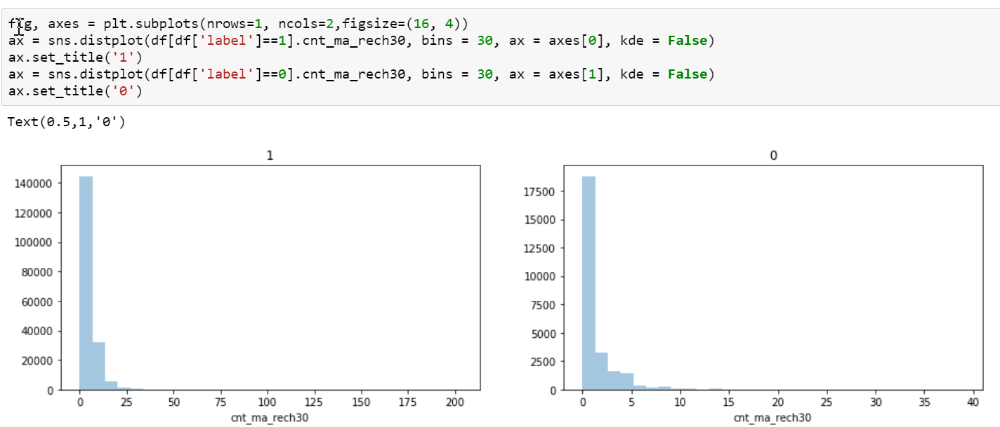 fig, axes = plt.subplots(nrows=1, ncols=2,figsize=(16, 4))
ax = sns.distplot(df[df['label']==1].cnt_ma_rech30, bins = 30, ax = axes[0], kde = False)
ax.set_title('1')
ax = sns.distplot(df[df['label']==0].cnt_ma_rech30, bins = 30, ax = axes[1], kde = False)
ax.set_title('0')
Text(0.5,1,'0')
1
140000
120000
100000
80000
60000
40000
20000
0
0 25 50 75 100 125 150 175 200
cnt_ma_rech30
0
17500
15000
12500
10000
7500
5000
2500
0
0 5 10 15 20 25 30 35 40
cnt_ma_rech30